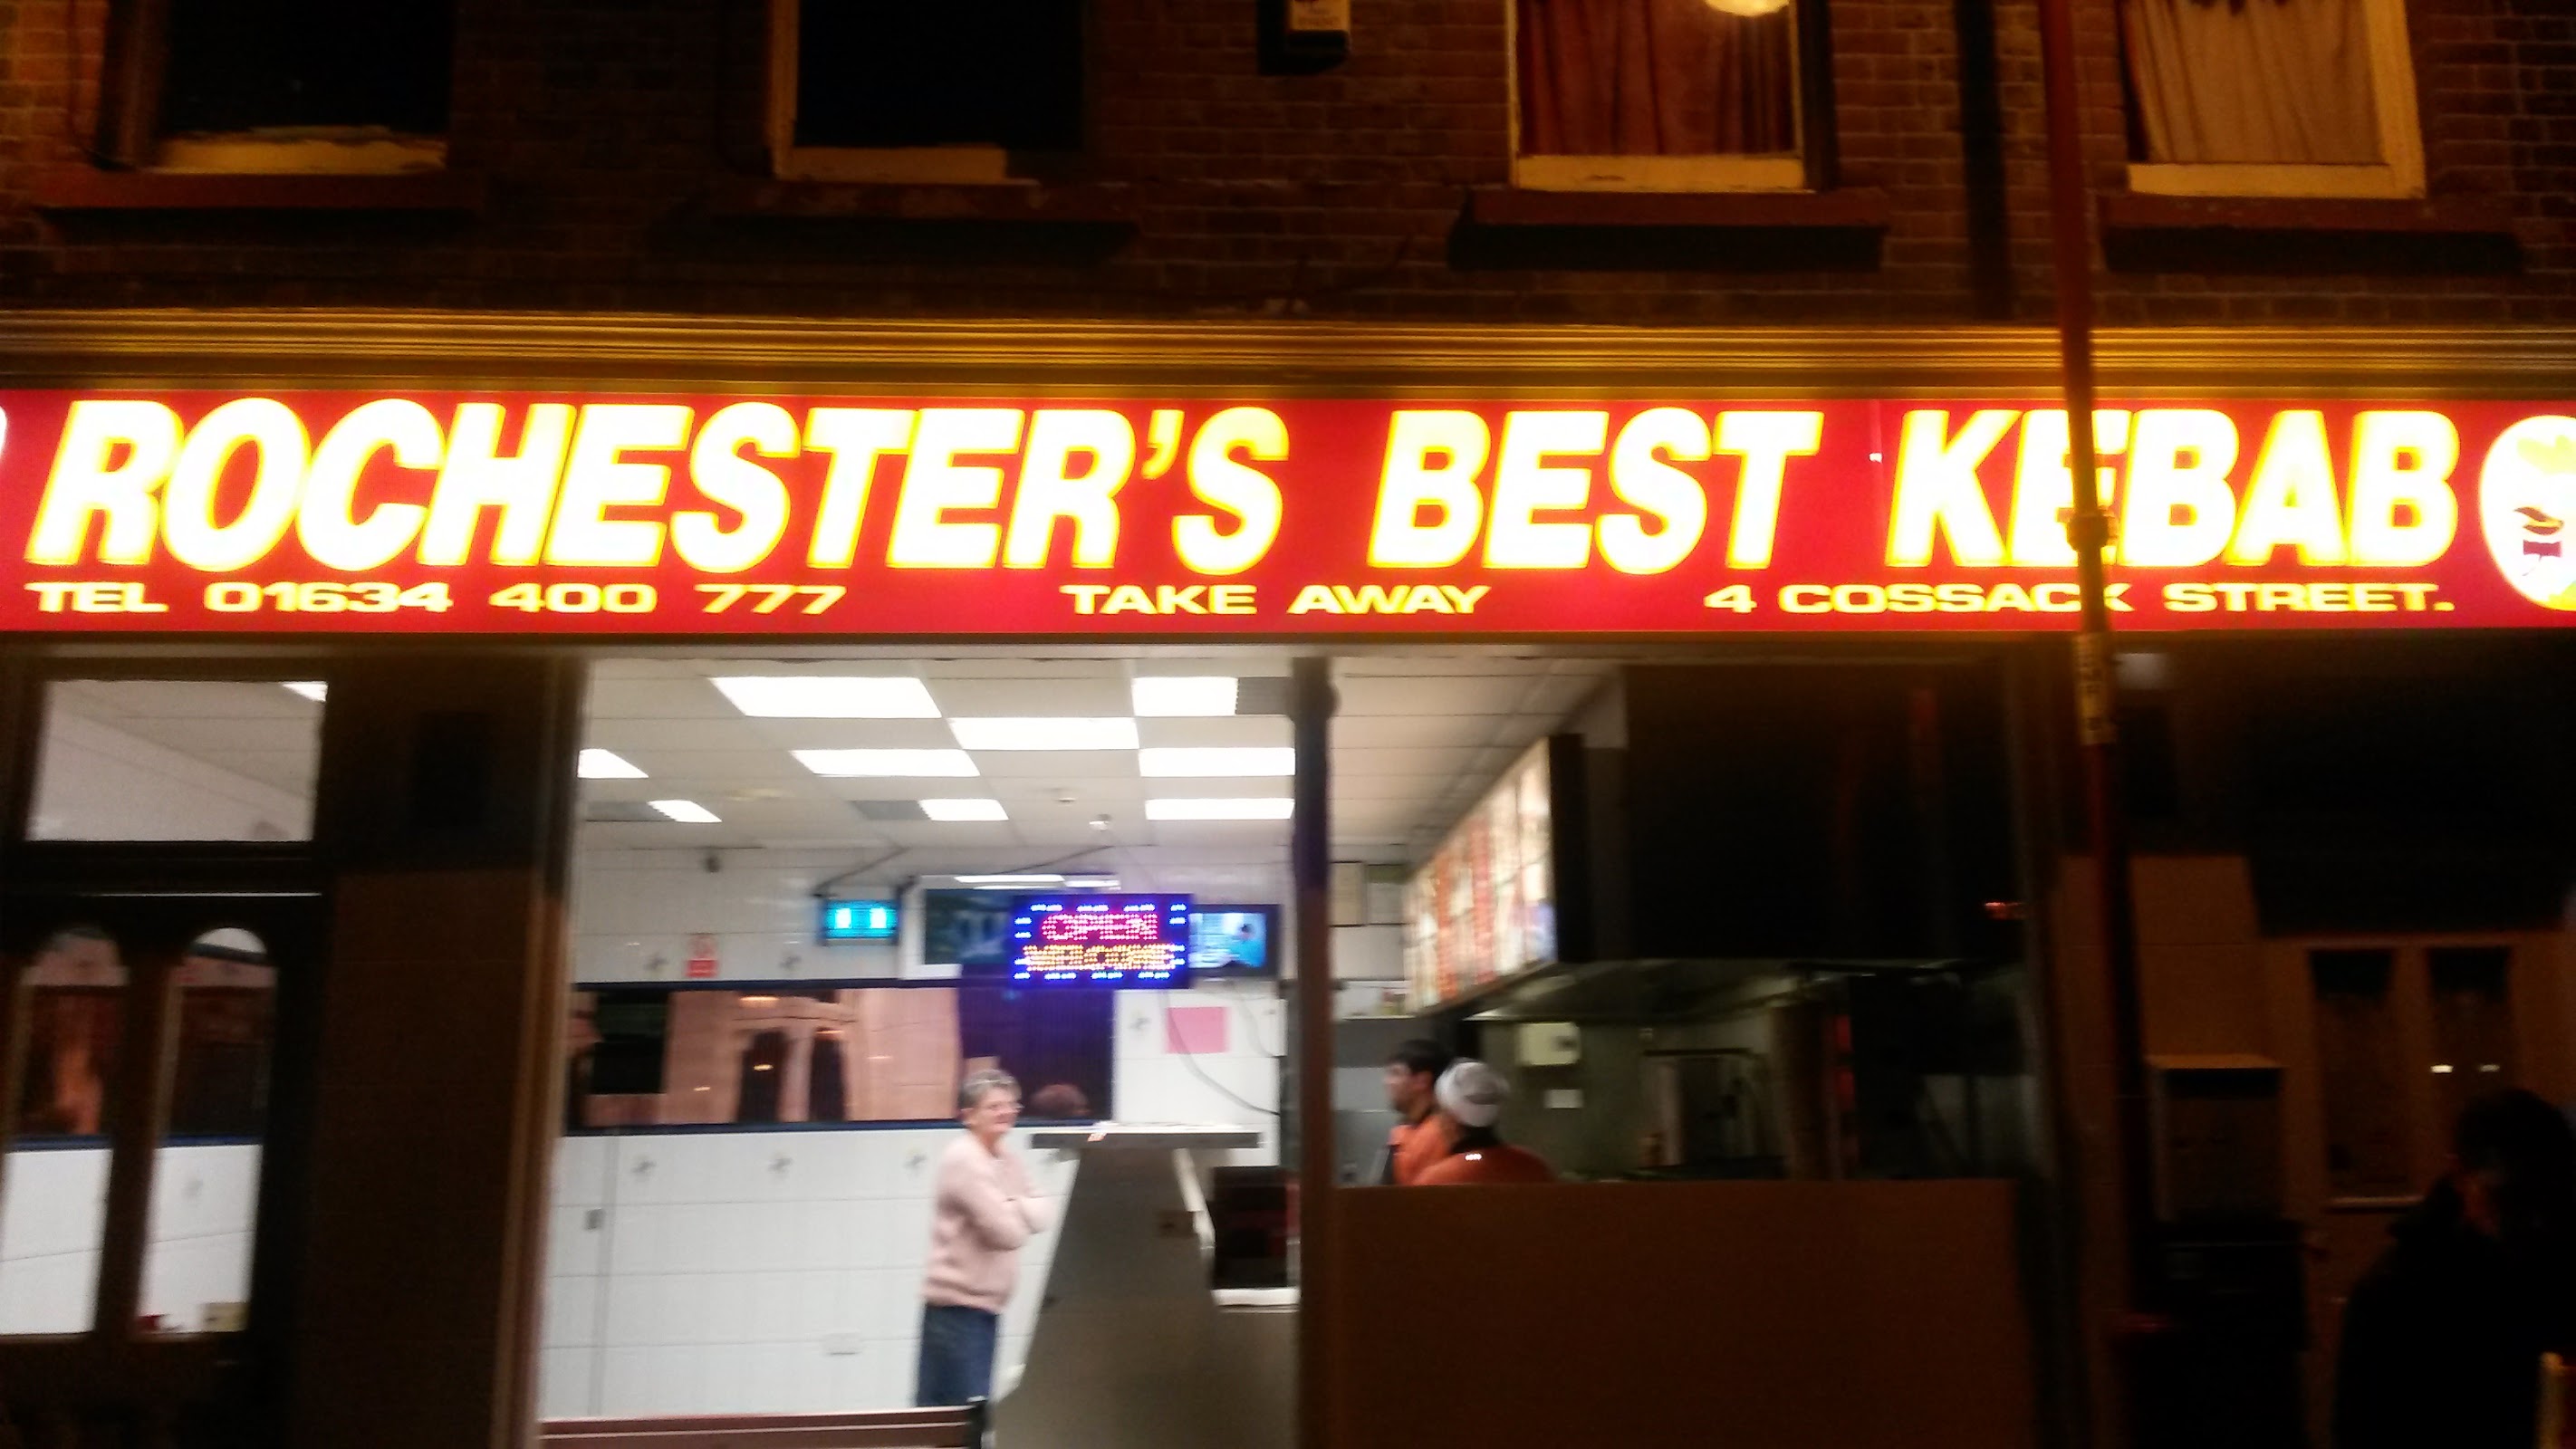 ROCHESTER'S BEST KEBAB
TEL 01634 400 777 TAKE AWAY 4 COSSACK STREET.
OPEN
WELCOME